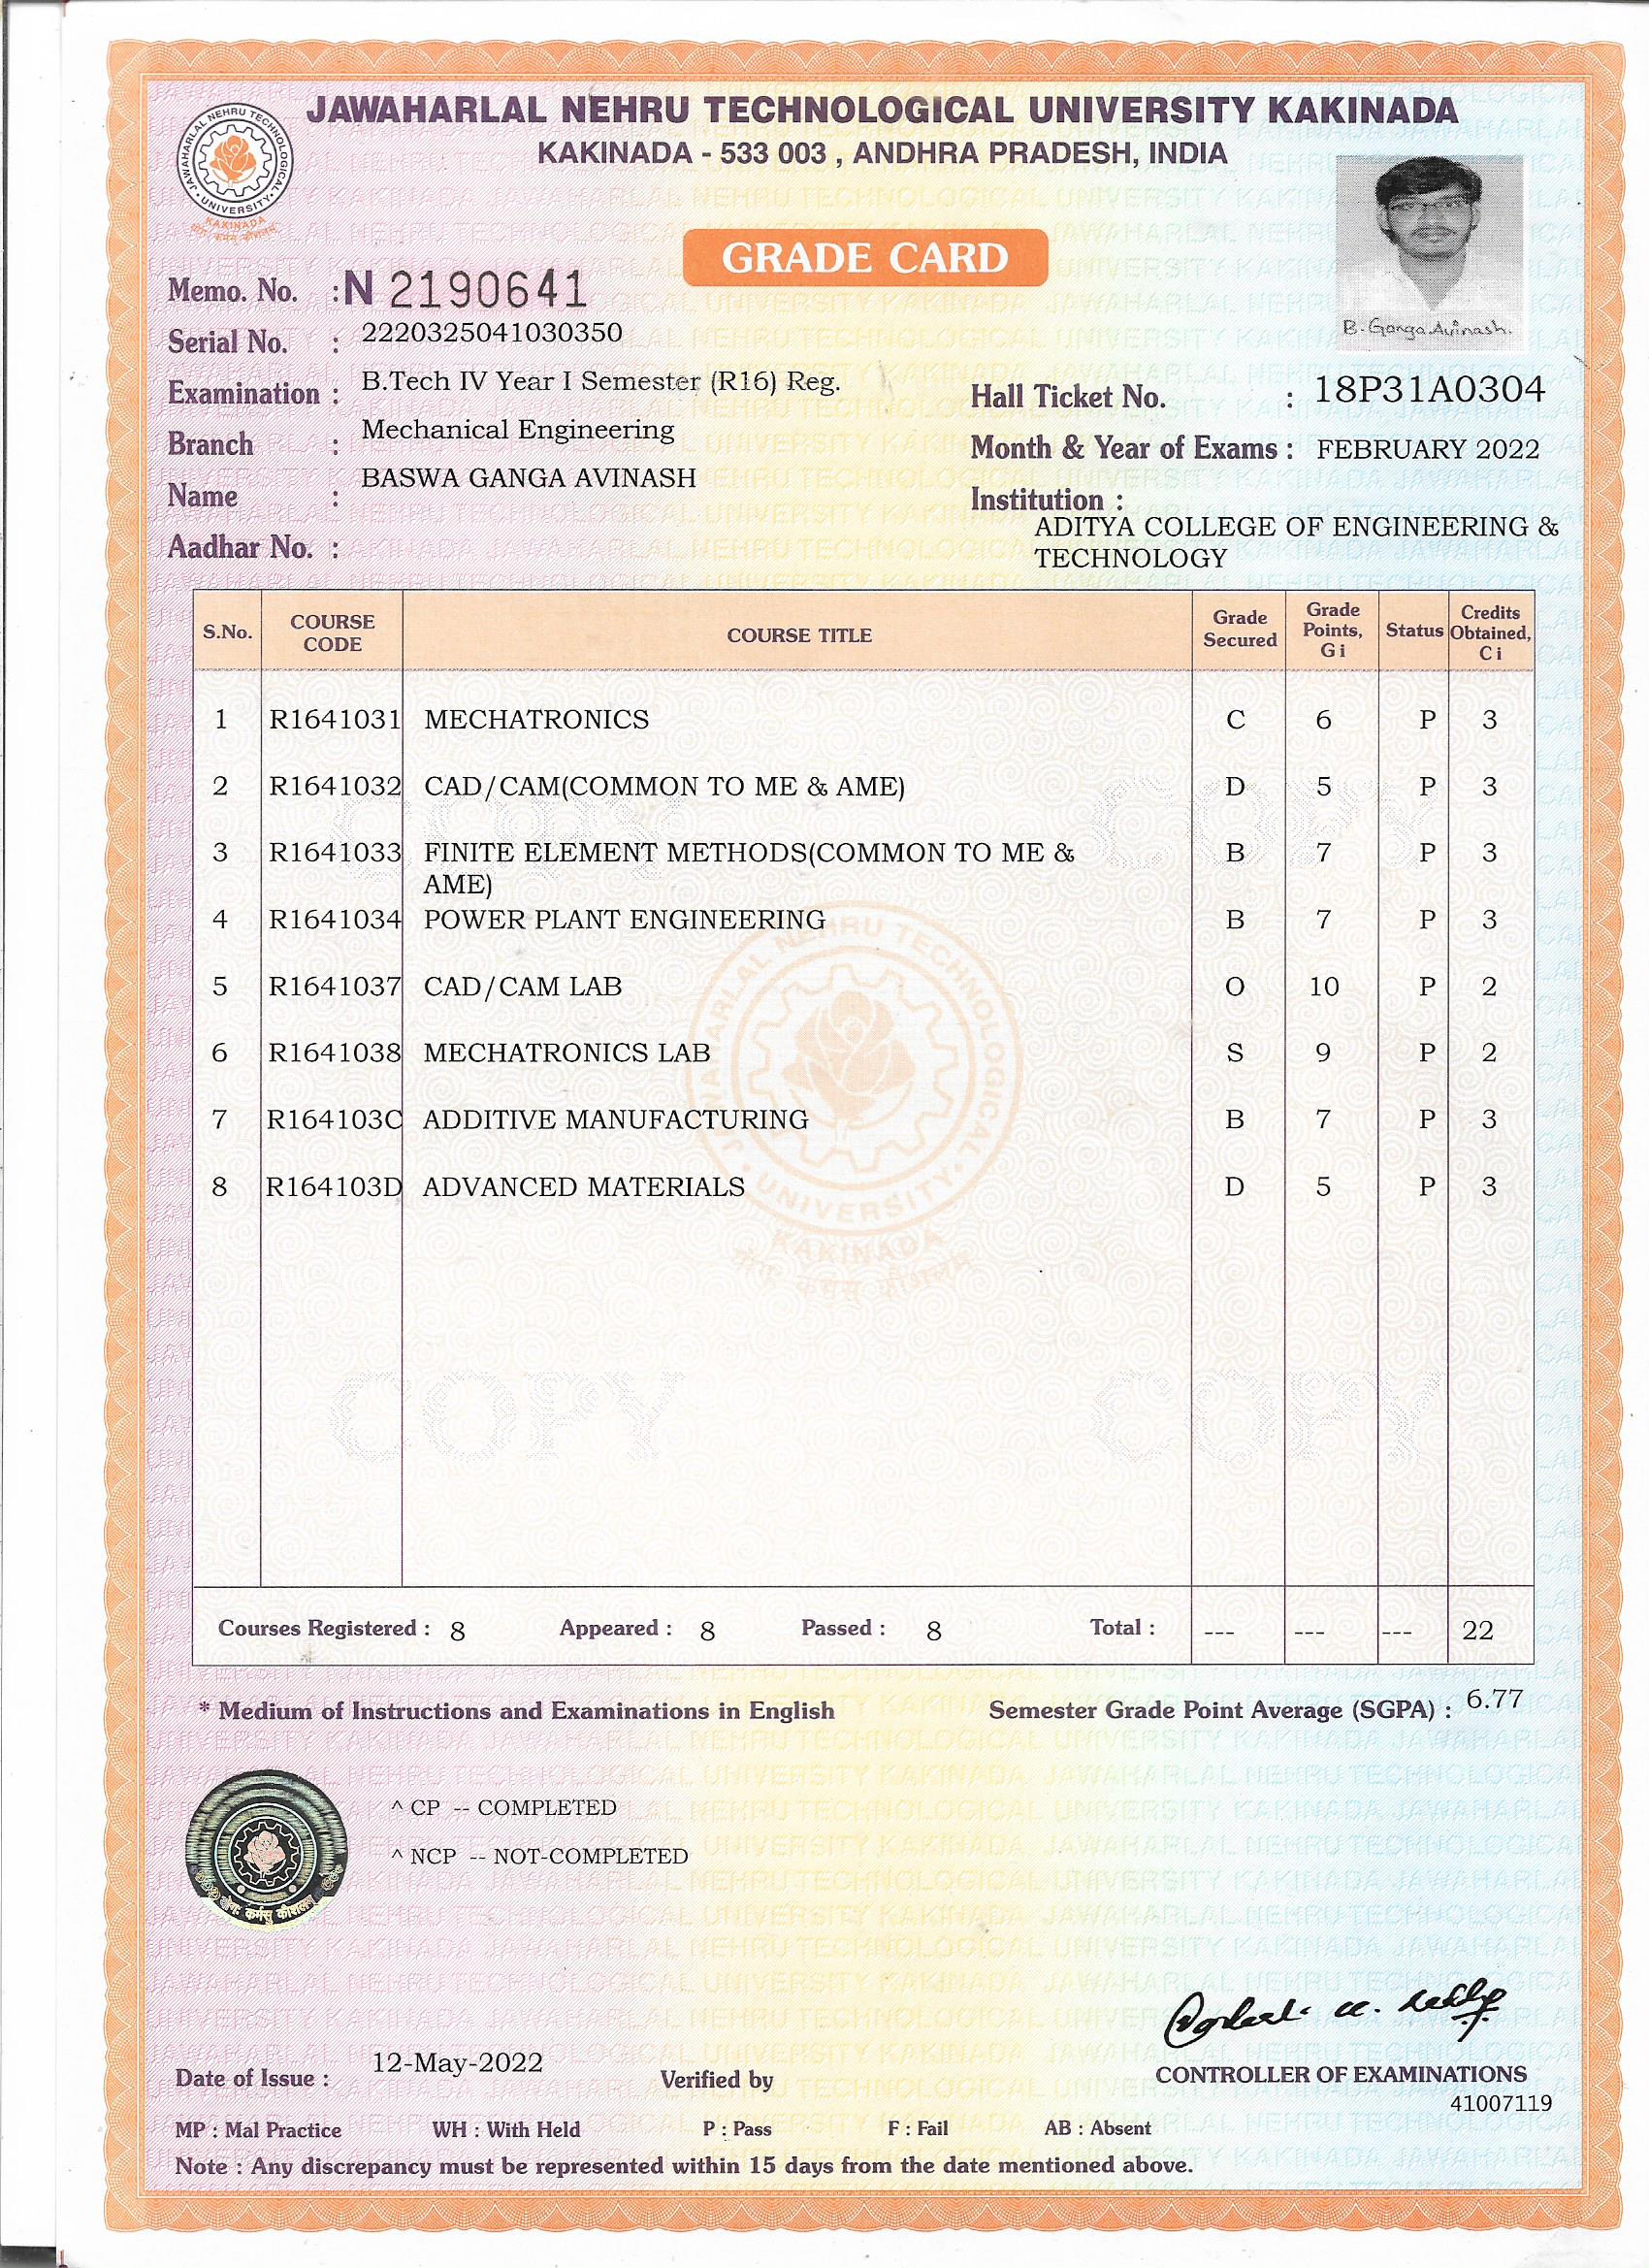 JAWAHARLAL NEHRU TECHNOLOGICAL UNIVERSITY KAKINADA
KAKINADA - 533 003 , ANDHRA PRADESH, INDIA
JAWAHARLAL NEHRU TECHNOLOGICAL UNIVERSITY
KAKINADA
GRADE CARD
B. Ganga Avinash.
Memo. No. : N 2190641
Serial No. : 2220325041030350
Examination : B.Tech IV Year I Semester (R16) Reg.
Hall Ticket No. : 18P31A0304
Branch : Mechanical Engineering
Month & Year of Exams : FEBRUARY 2022
Name : BASWA GANGA AVINASH
Institution :
ADITYA COLLEGE OF ENGINEERING &
TECHNOLOGY
Aadhar No. :
S.No. COURSE CODE COURSE TITLE Grade Secured Grade Points, G i Status Credits Obtained, C i
1 R1641031 MECHATRONICS C 6 P 3
2 R1641032 CAD/CAM(COMMON TO ME & AME) D 5 P 3
3 R1641033 FINITE ELEMENT METHODS(COMMON TO ME & B 7 P 3
AME)
4 R1641034 POWER PLANT ENGINEERING B 7 P 3
5 R1641037 CAD/CAM LAB O 10 P 2
6 R1641038 MECHATRONICS LAB S 9 P 2
7 R164103C ADDITIVE MANUFACTURING B 7 P 3
8 R164103D ADVANCED MATERIALS D 5 P 3
COPY COPY
Courses Registered : 8 Appeared : 8 Passed : 8 Total : --- --- --- 22
* Medium of Instructions and Examinations in English
Semester Grade Point Average (SGPA) : 6.77
^ CP -- COMPLETED
^ NCP -- NOT-COMPLETED
योगः कर्मसु कौशलम्
Date of Issue : 12-May-2022
Verified by
CONTROLLER OF EXAMINATIONS
41007119
MP : Mal Practice WH : With Held P : Pass F : Fail AB : Absent
Note : Any discrepancy must be represented within 15 days from the date mentioned above.